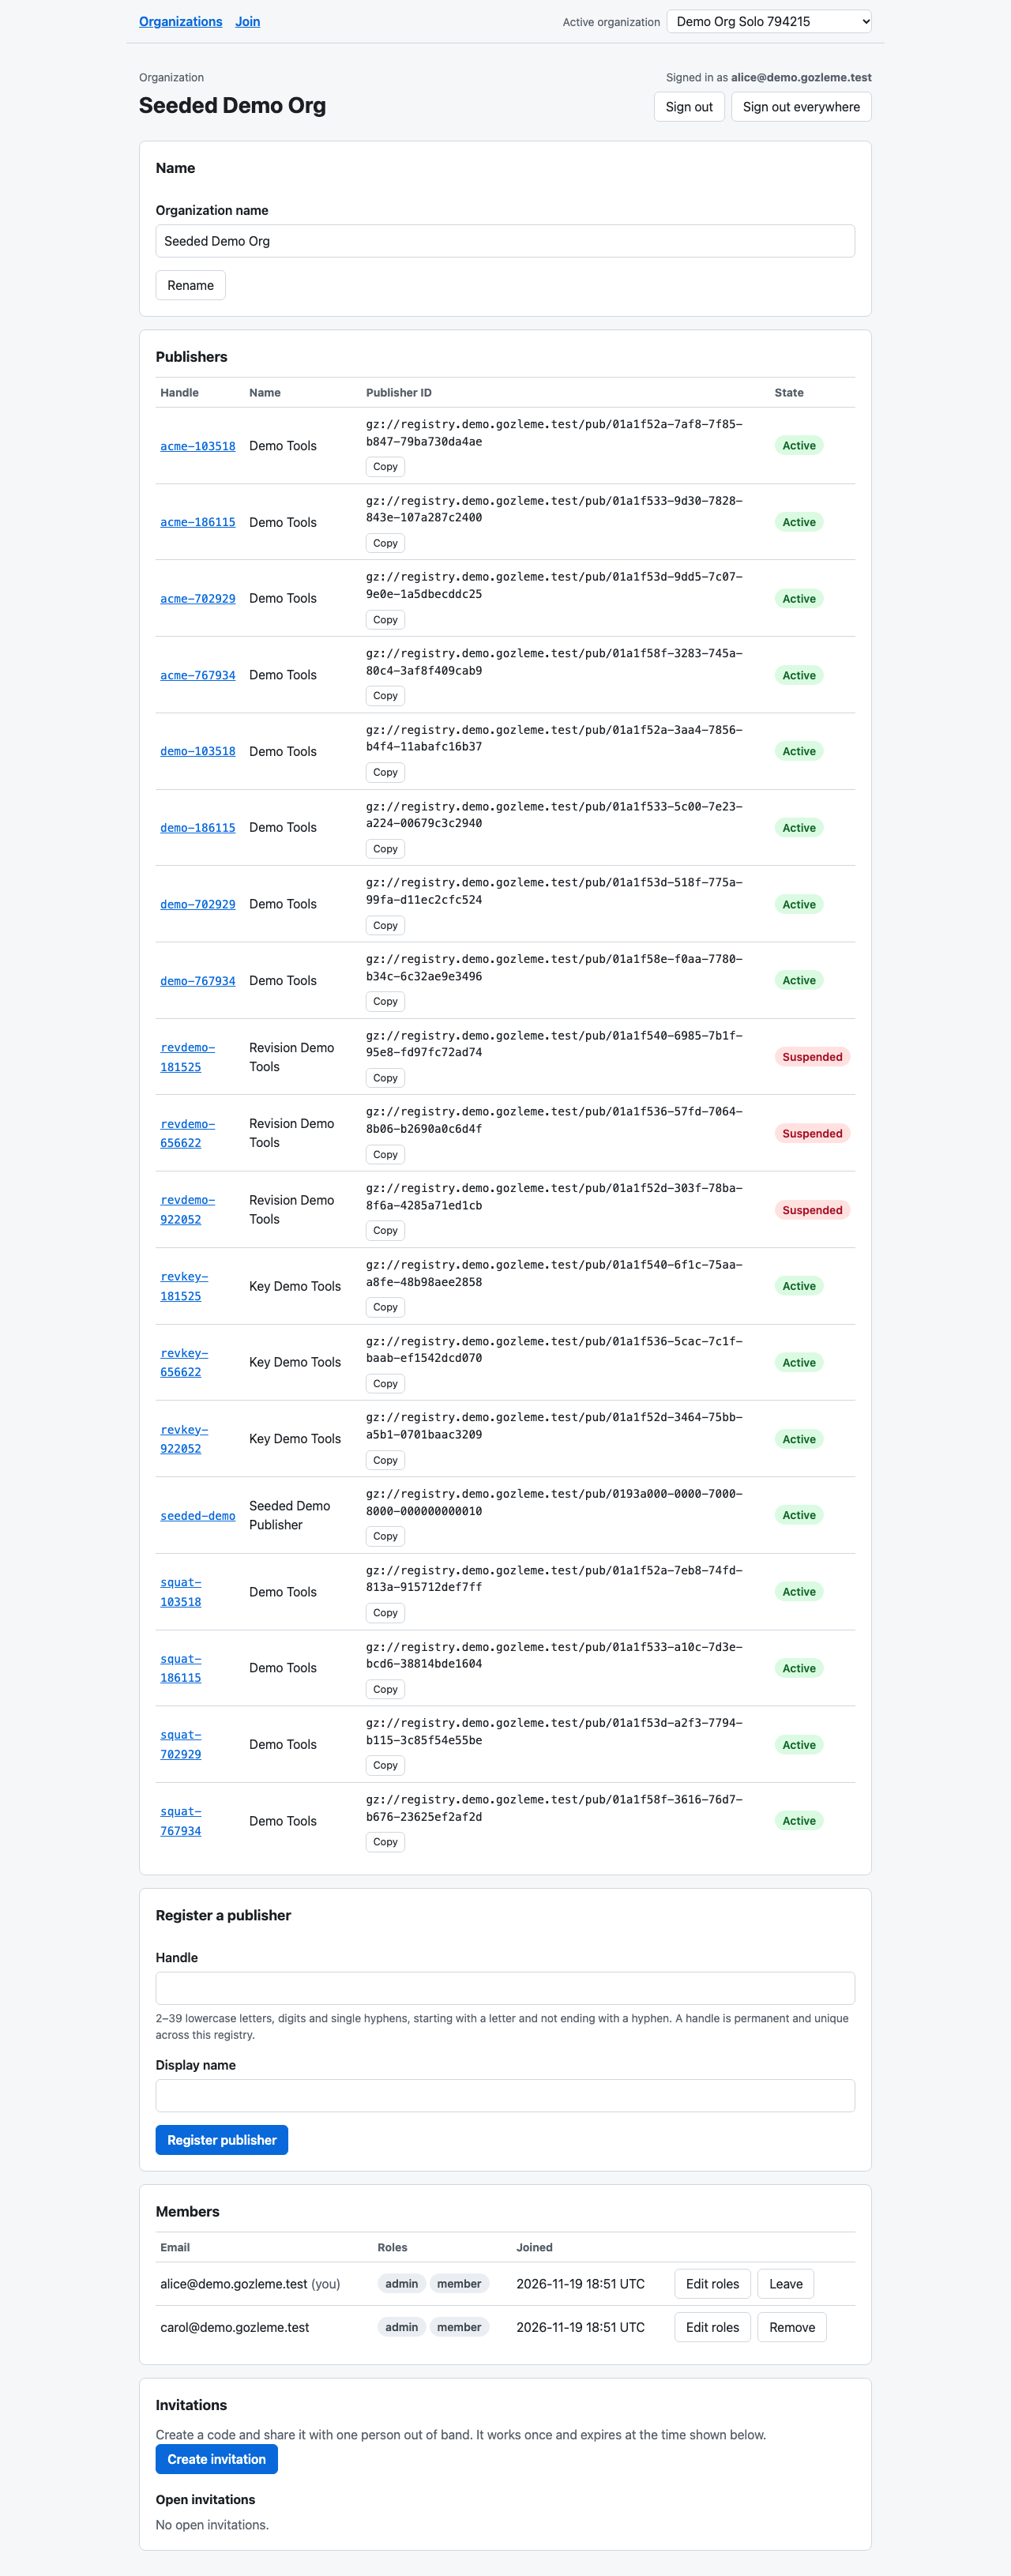 Organizations Join Active organization Demo Org Solo 794215
Organization Signed in as alice@demo.gozleme.test
Seeded Demo Org Sign out Sign out everywhere
Name
Organization name
Seeded Demo Org
Rename
Publishers
Handle Name Publisher ID State
acme-103518 Demo Tools gz://registry.demo.gozleme.test/pub/01a1f52a-7af8-7f85-
b847-79ba730da4ae Active
Copy
acme-186115 Demo Tools gz://registry.demo.gozleme.test/pub/01a1f533-9d30-7828-
843e-107a287c2400 Active
Copy
acme-702929 Demo Tools gz://registry.demo.gozleme.test/pub/01a1f53d-9dd5-7c07-
9e0e-1a5dbecddc25 Active
Copy
acme-767934 Demo Tools gz://registry.demo.gozleme.test/pub/01a1f58f-3283-745a-
80c4-3af8f409cab9 Active
Copy
demo-103518 Demo Tools gz://registry.demo.gozleme.test/pub/01a1f52a-3aa4-7856-
b4f4-11abafc16b37 Active
Copy
demo-186115 Demo Tools gz://registry.demo.gozleme.test/pub/01a1f533-5c00-7e23-
a224-00679c3c2940 Active
Copy
demo-702929 Demo Tools gz://registry.demo.gozleme.test/pub/01a1f53d-518f-775a-
99fa-d11ec2cfc524 Active
Copy
demo-767934 Demo Tools gz://registry.demo.gozleme.test/pub/01a1f58e-f0aa-7780-
b34c-6c32ae9e3496 Active
Copy
revdemo- Revision Demo gz://registry.demo.gozleme.test/pub/01a1f540-6985-7b1f-
181525 Tools 95e8-fd97fc72ad74 Suspended
Copy
revdemo- Revision Demo gz://registry.demo.gozleme.test/pub/01a1f536-57fd-7064-
656622 Tools 8b06-b2690a0c6d4f Suspended
Copy
revdemo- Revision Demo gz://registry.demo.gozleme.test/pub/01a1f52d-303f-78ba-
922052 Tools 8f6a-4285a71ed1cb Suspended
Copy
revkey- Key Demo Tools gz://registry.demo.gozleme.test/pub/01a1f540-6f1c-75aa-
181525 a8fe-48b98aee2858 Active
Copy
revkey- Key Demo Tools gz://registry.demo.gozleme.test/pub/01a1f536-5cac-7c1f-
656622 baab-ef1542dcd070 Active
Copy
revkey- Key Demo Tools gz://registry.demo.gozleme.test/pub/01a1f52d-3464-75bb-
922052 a5b1-0701baac3209 Active
Copy
seeded-demo Seeded Demo gz://registry.demo.gozleme.test/pub/0193a000-0000-7000-
Publisher 8000-000000000010 Active
Copy
squat- Demo Tools gz://registry.demo.gozleme.test/pub/01a1f52a-7eb8-74fd-
103518 813a-915712def7ff Active
Copy
squat- Demo Tools gz://registry.demo.gozleme.test/pub/01a1f533-a10c-7d3e-
186115 bcd6-38814bde1604 Active
Copy
squat- Demo Tools gz://registry.demo.gozleme.test/pub/01a1f53d-a2f3-7794-
702929 b115-3c85f54e55be Active
Copy
squat- Demo Tools gz://registry.demo.gozleme.test/pub/01a1f58f-3616-76d7-
767934 b676-23625ef2af2d Active
Copy
Register a publisher
Handle
2–39 lowercase letters, digits and single hyphens, starting with a letter and not ending with a hyphen. A handle is permanent and unique
across this registry.
Display name
Register publisher
Members
Email Roles Joined
alice@demo.gozleme.test (you) admin member 2026-11-19 18:51 UTC Edit roles Leave
carol@demo.gozleme.test admin member 2026-11-19 18:51 UTC Edit roles Remove
Invitations
Create a code and share it with one person out of band. It works once and expires at the time shown below.
Create invitation
Open invitations
No open invitations.